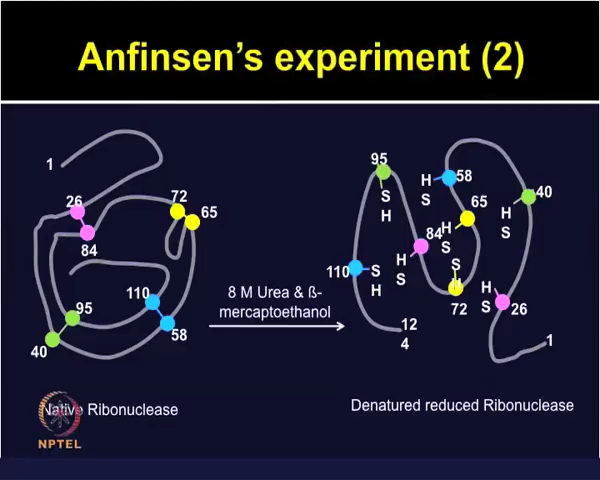 Anfinsen's experiment (2)
1
26
84
72
65
95
40
110
58
Native Ribonuclease
NPTEL
8 M Urea & ß-
mercaptoethanol
95
S
H
110
S
H
12
4
84
H
S
H
S
58
65
H
S
S
H
72
H
S
40
H
S
26
1
Denatured reduced Ribonuclease